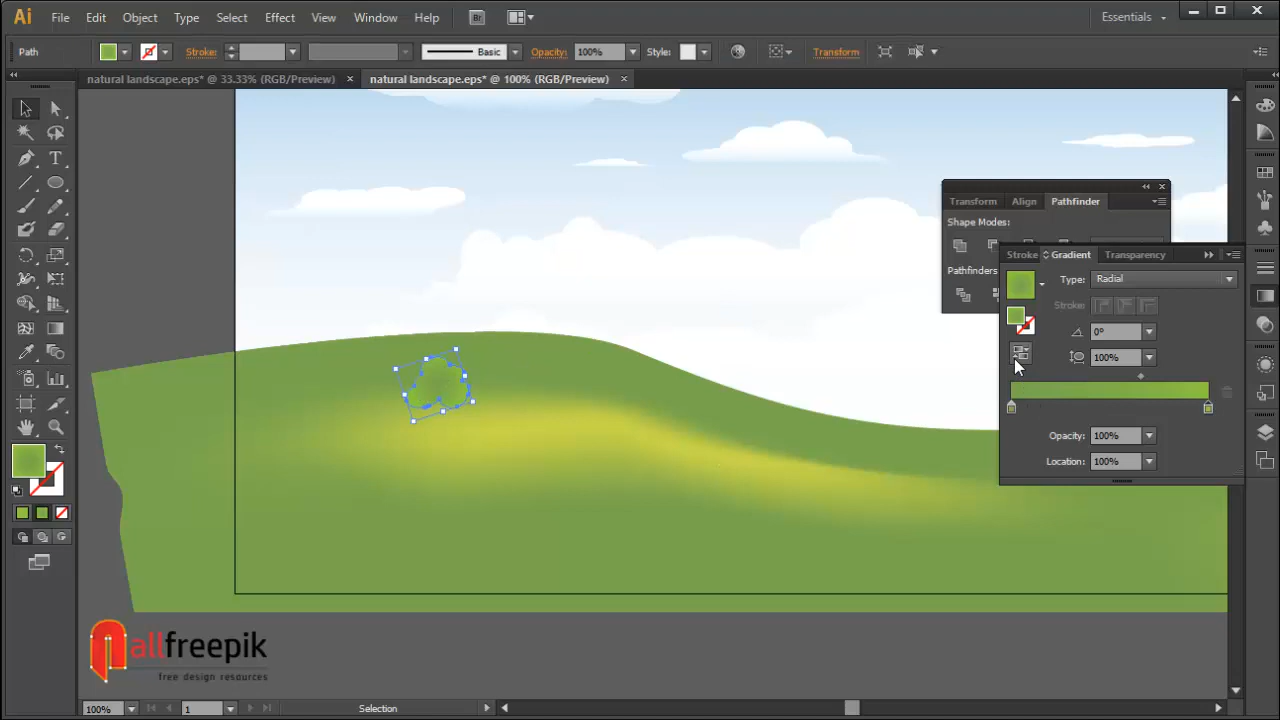 Ai File Edit Object Type Select Effect View Window Help Br Essentials
Path Stroke: Basic Opacity: 100% Style: Transform
natural landscape.eps* @ 33.33% (RGB/Preview) × natural landscape.eps* @ 100% (RGB/Preview) ×
Transform Align Pathfinder
Shape Modes:
Pathfinders
Stroke Gradient Transparency
Type: Radial
Stroke:
0°
100%
Opacity: 100%
Location: 100%
allfreepik
free design resources
100% 1 Selection